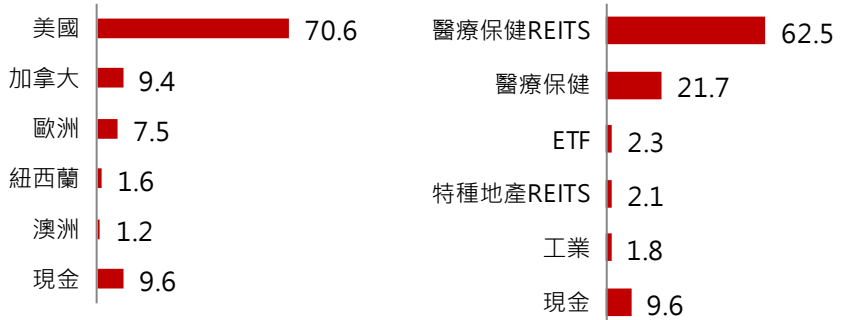 美國 70.6
加拿大 9.4
歐洲 7.5
紐西蘭 1.6
澳洲 1.2
現金 9.6
醫療保健REITS 62.5
醫療保健 21.7
ETF 2.3
特種地產REITS 2.1
工業 1.8
現金 9.6